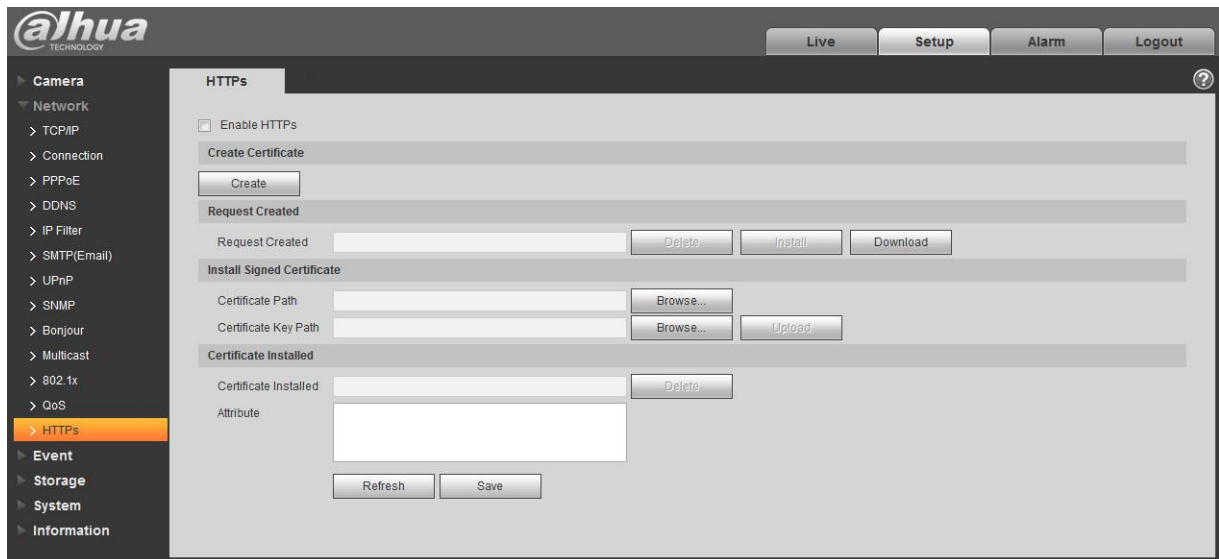 alhua
TECHNOLOGY
Live Setup Alarm Logout
Camera
Network
TCP/IP
Connection
PPPoE
DDNS
IP Filter
SMTP(Email)
UPnP
SNMP
Bonjour
Multicast
802.1x
QoS
HTTPs
Event
Storage
System
Information
HTTPs ?
Enable HTTPs
Create Certificate
Create
Request Created
Request Created Delete Install Download
Install Signed Certificate
Certificate Path Browse...
Certificate Key Path Browse... Upload
Certificate Installed
Certificate Installed Delete
Attribute
Refresh Save